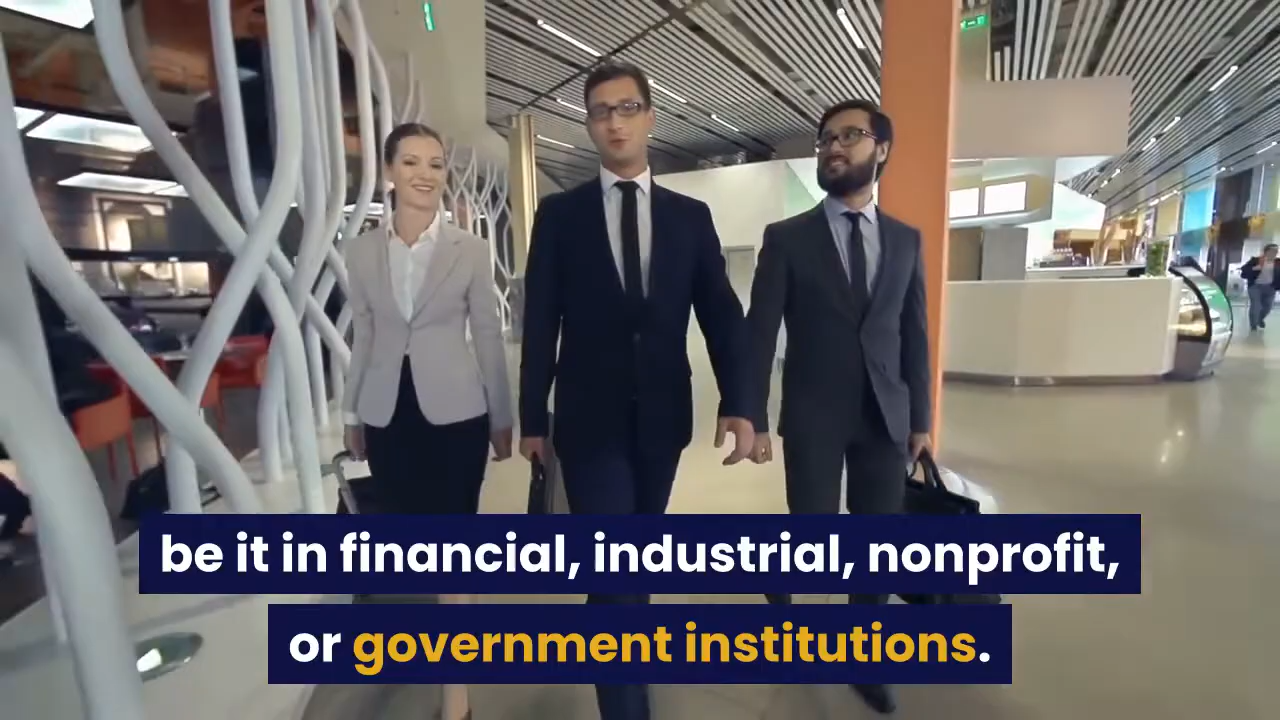 be it in financial, industrial, nonprofit,
or government institutions.